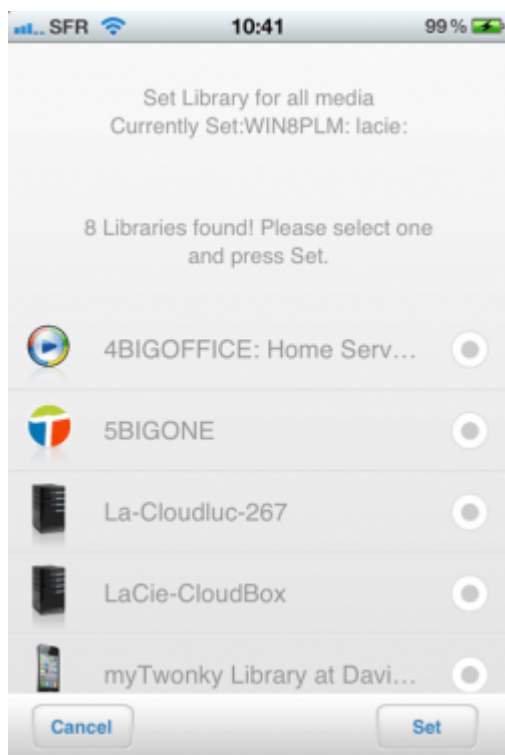 SFR 10:41 99 %
Set Library for all media
Currently Set:WIN8PLM: lacie:
8 Libraries found! Please select one
and press Set.
4BIGOFFICE: Home Serv...
5BIGONE
La-Cloudluc-267
LaCie-CloudBox
myTwonky Library at Davi...
Cancel Set